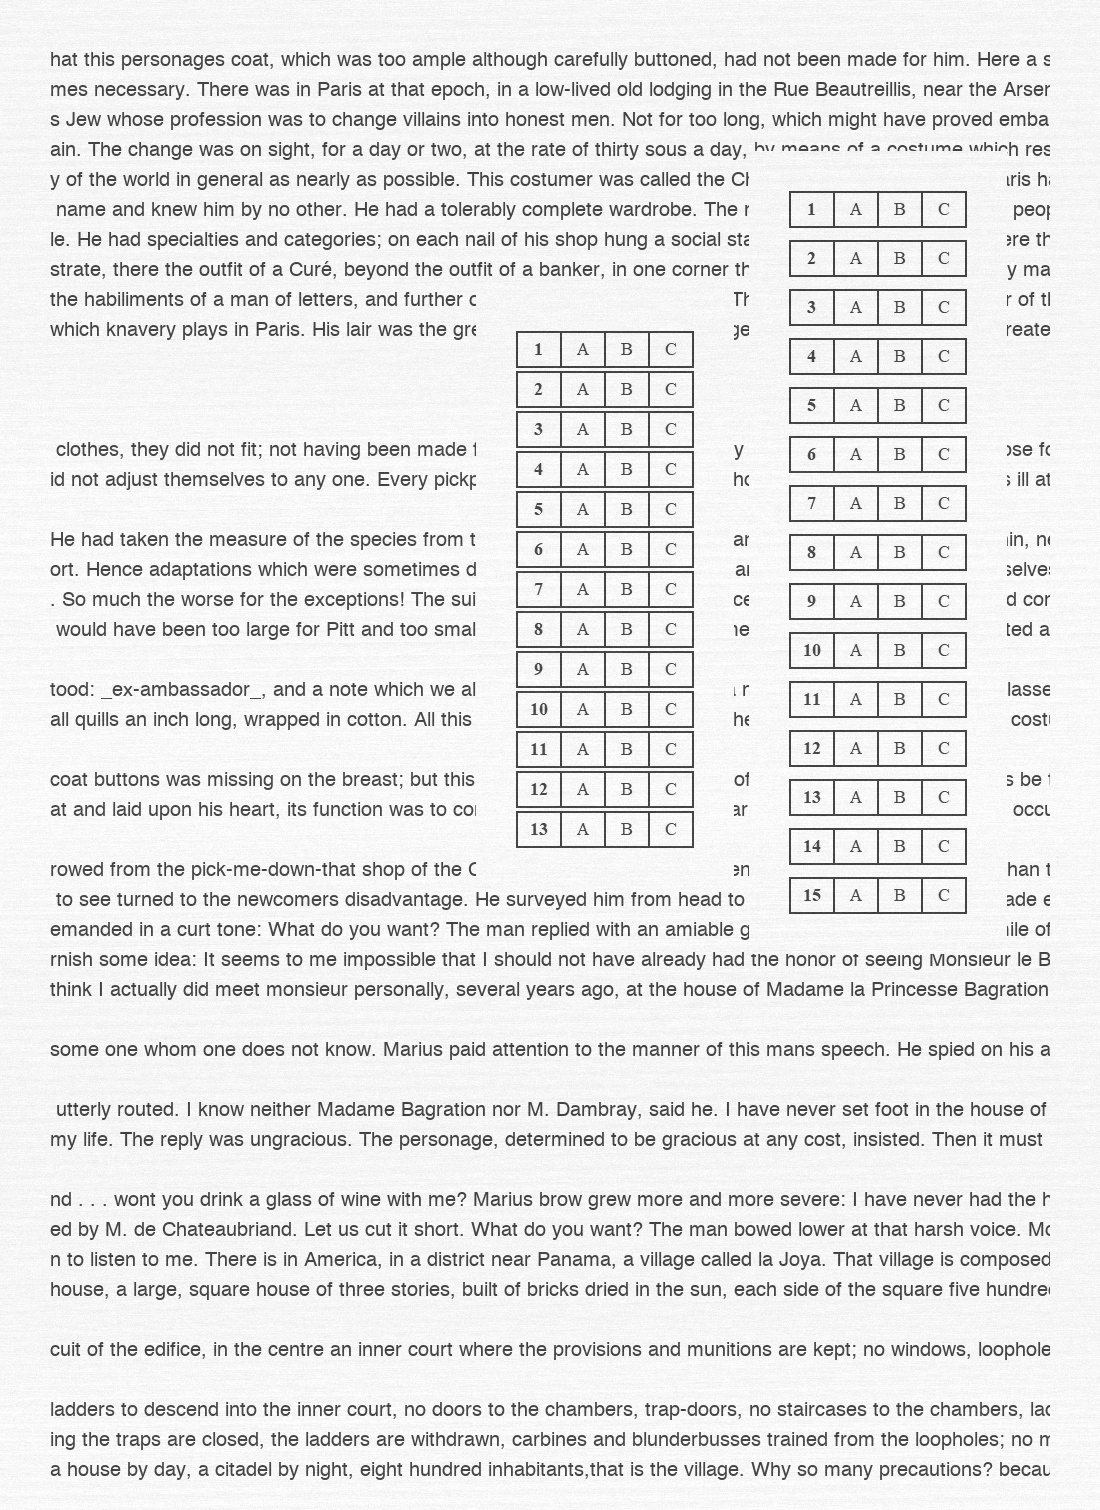 hat this personages coat, which was too ample although carefully buttoned, had not been made for him. Here a s
mes necessary. There was in Paris at that epoch, in a low-lived old lodging in the Rue Beautreillis, near the Arsen
s Jew whose profession was to change villains into honest men. Not for too long, which might have proved emba
ain. The change was on sight, for a day or two, at the rate of thirty sous a day, by means of a costume which res
y of the world in general as nearly as possible. This costumer was called the Ch aris ha
name and knew him by no other. He had a tolerably complete wardrobe. The r peop
le. He had specialties and categories; on each nail of his shop hung a social sta ere th
strate, there the outfit of a Curé, beyond the outfit of a banker, in one corner th y ma
the habiliments of a man of letters, and further o Th r of th
which knavery plays in Paris. His lair was the gre ge reate
clothes, they did not fit; not having been made f y ose fo
id not adjust themselves to any one. Every pickp ho s ill at
He had taken the measure of the species from t ar in, ne
ort. Hence adaptations which were sometimes d ar selves
. So much the worse for the exceptions! The sui ce d cor
would have been too large for Pitt and too smal ne ted a
tood: _ex-ambassador_, and a note which we al a r lasse
all quills an inch long, wrapped in cotton. All this he costu
coat buttons was missing on the breast; but this of s be
at and laid upon his heart, its function was to co ar occu
rowed from the pick-me-down-that shop of the C en han t
to see turned to the newcomers disadvantage. He surveyed him from head to ade e
emanded in a curt tone: What do you want? The man replied with an amiable g ile of
rnish some idea: It seems to me impossible that I should not have already had the honor of seeing Monsieur le B
think I actually did meet monsieur personally, several years ago, at the house of Madame la Princesse Bagration
some one whom one does not know. Marius paid attention to the manner of this mans speech. He spied on his a
utterly routed. I know neither Madame Bagration nor M. Dambray, said he. I have never set foot in the house of
my life. The reply was ungracious. The personage, determined to be gracious at any cost, insisted. Then it must
nd . . . wont you drink a glass of wine with me? Marius brow grew more and more severe: I have never had the h
ed by M. de Chateaubriand. Let us cut it short. What do you want? The man bowed lower at that harsh voice. Mo
n to listen to me. There is in America, in a district near Panama, a village called la Joya. That village is composed
house, a large, square house of three stories, built of bricks dried in the sun, each side of the square five hundred
cuit of the edifice, in the centre an inner court where the provisions and munitions are kept; no windows, loophole
ladders to descend into the inner court, no doors to the chambers, trap-doors, no staircases to the chambers, lad
ing the traps are closed, the ladders are withdrawn, carbines and blunderbusses trained from the loopholes; no m
a house by day, a citadel by night, eight hundred inhabitants,that is the village. Why so many precautions? becau
1 A B C
2 A B C
3 A B C
4 A B C
5 A B C
6 A B C
7 A B C
8 A B C
9 A B C
10 A B C
11 A B C
12 A B C
13 A B C
1 A B C
2 A B C
3 A B C
4 A B C
5 A B C
6 A B C
7 A B C
8 A B C
9 A B C
10 A B C
11 A B C
12 A B C
13 A B C
14 A B C
15 A B C